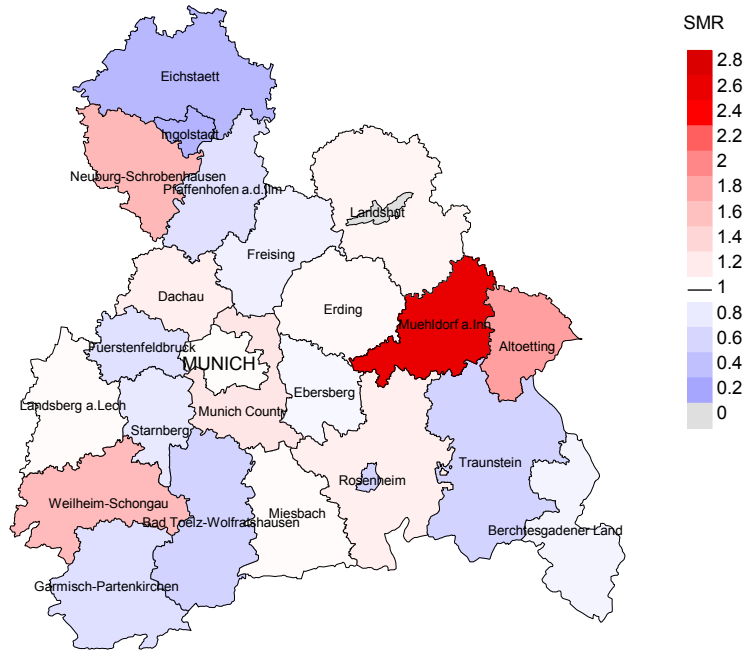 SMR
2.8
2.6
2.4
2.2
2
1.8
1.6
1.4
1.2
1
0.8
0.6
0.4
0.2
0
Eichstaett
Ingolstadt
Neuburg-Schrobenhausen
Pfaffenhofen a.d.Ilm
Landshut
Freising
Dachau
Erding
Muehldorf a.Inn
Altoetting
Fuerstenfeldbruck
MUNICH
Ebersberg
Landsberg a.Lech
Munich County
Starnberg
Traunstein
Rosenheim
Weilheim-Schongau
Miesbach
Bad Toelz-Wolfratshausen
Berchtesgadener Land
Garmisch-Partenkirchen